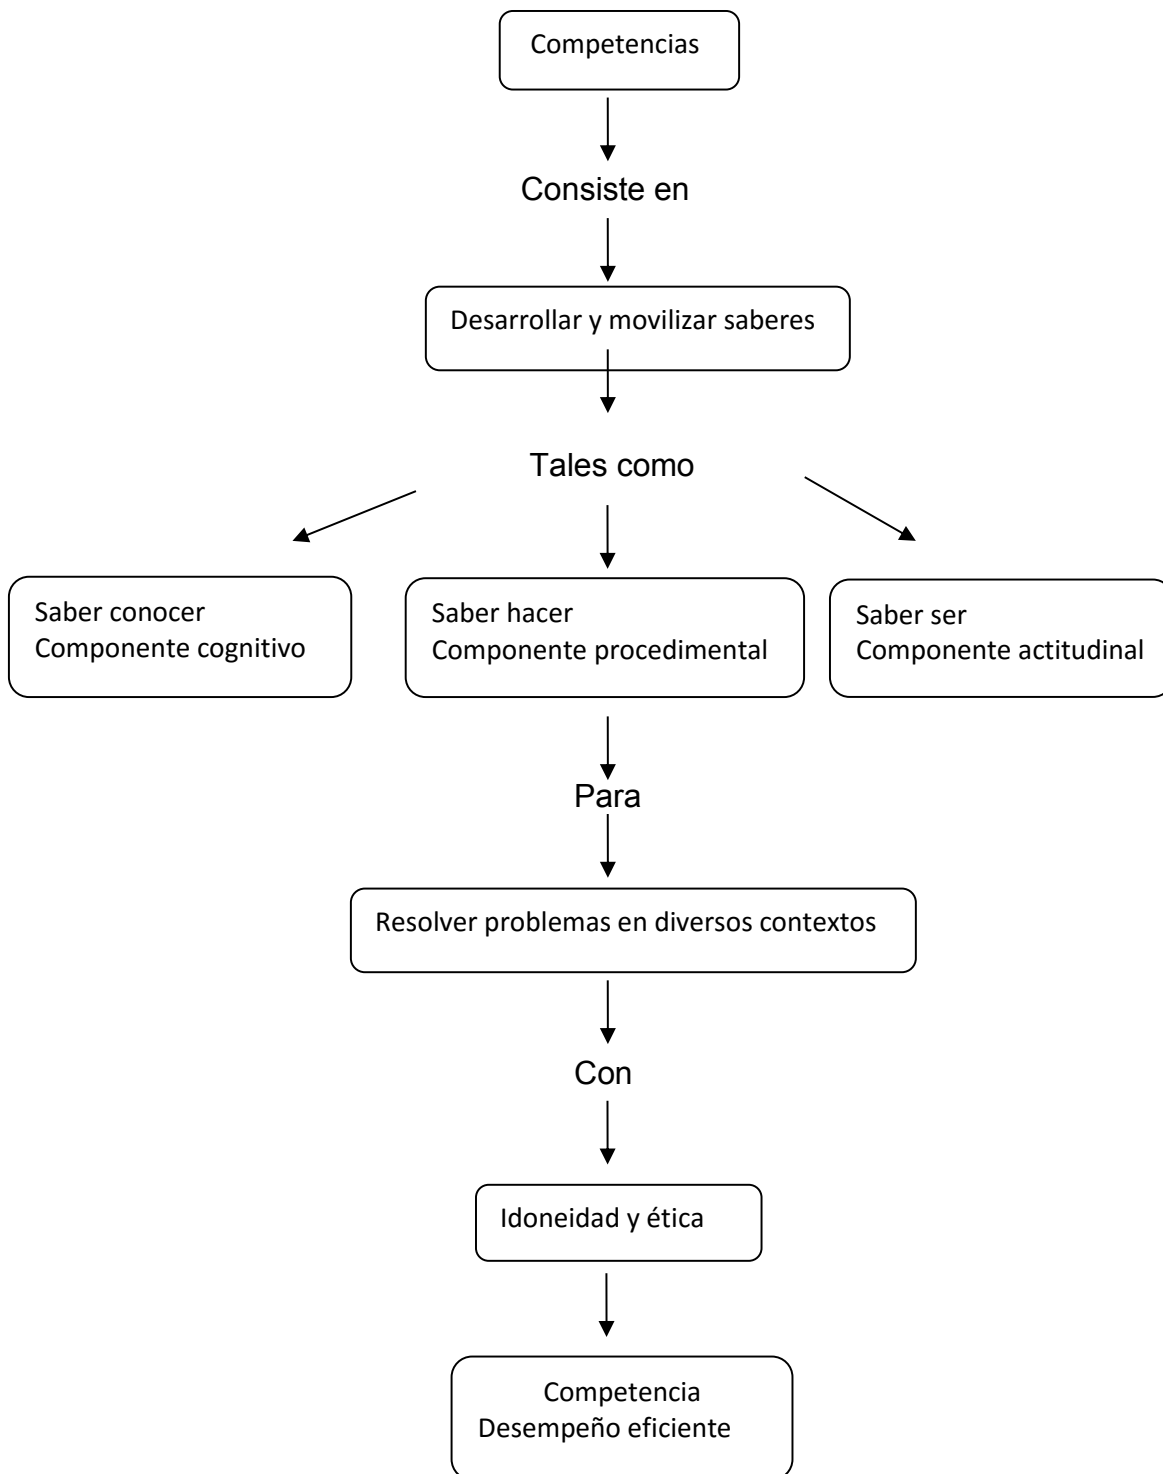 Competencias
Consiste en
Desarrollar y movilizar saberes
Tales como
Saber conocer
Componente cognitivo
Saber hacer
Componente procedimental
Saber ser
Componente actitudinal
Para
Resolver problemas en diversos contextos
Con
Idoneidad y ética
Competencia
Desempeño eficiente